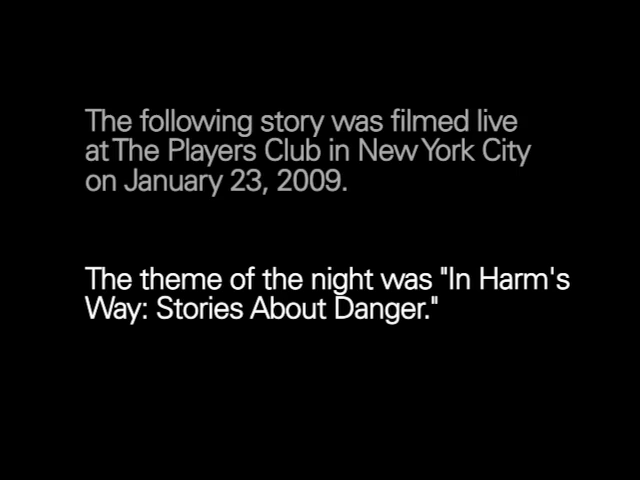 The following story was filmed live
at The Players Club in New York City
on January 23, 2009.
The theme of the night was "In Harm's
Way: Stories About Danger."